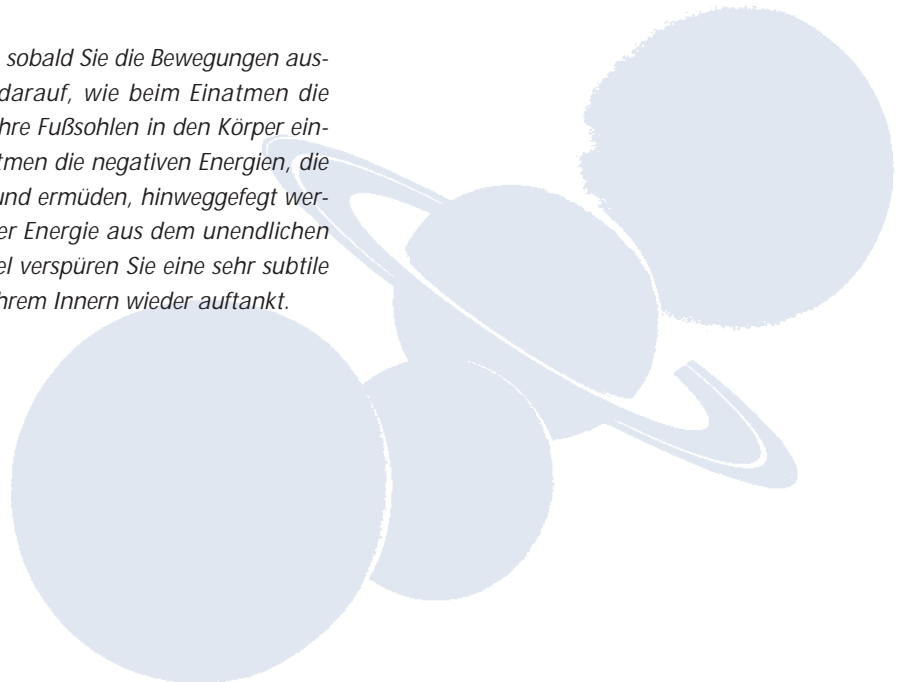 sobald Sie die Bewegungen aus-
darauf, wie beim Einatmen die
hre Fußsohlen in den Körper ein-
tmen die negativen Energien, die
und ermüden, hinweggefegt wer-
er Energie aus dem unendlichen
el verspüren Sie eine sehr subtile
hrem Innern wieder auftankt.